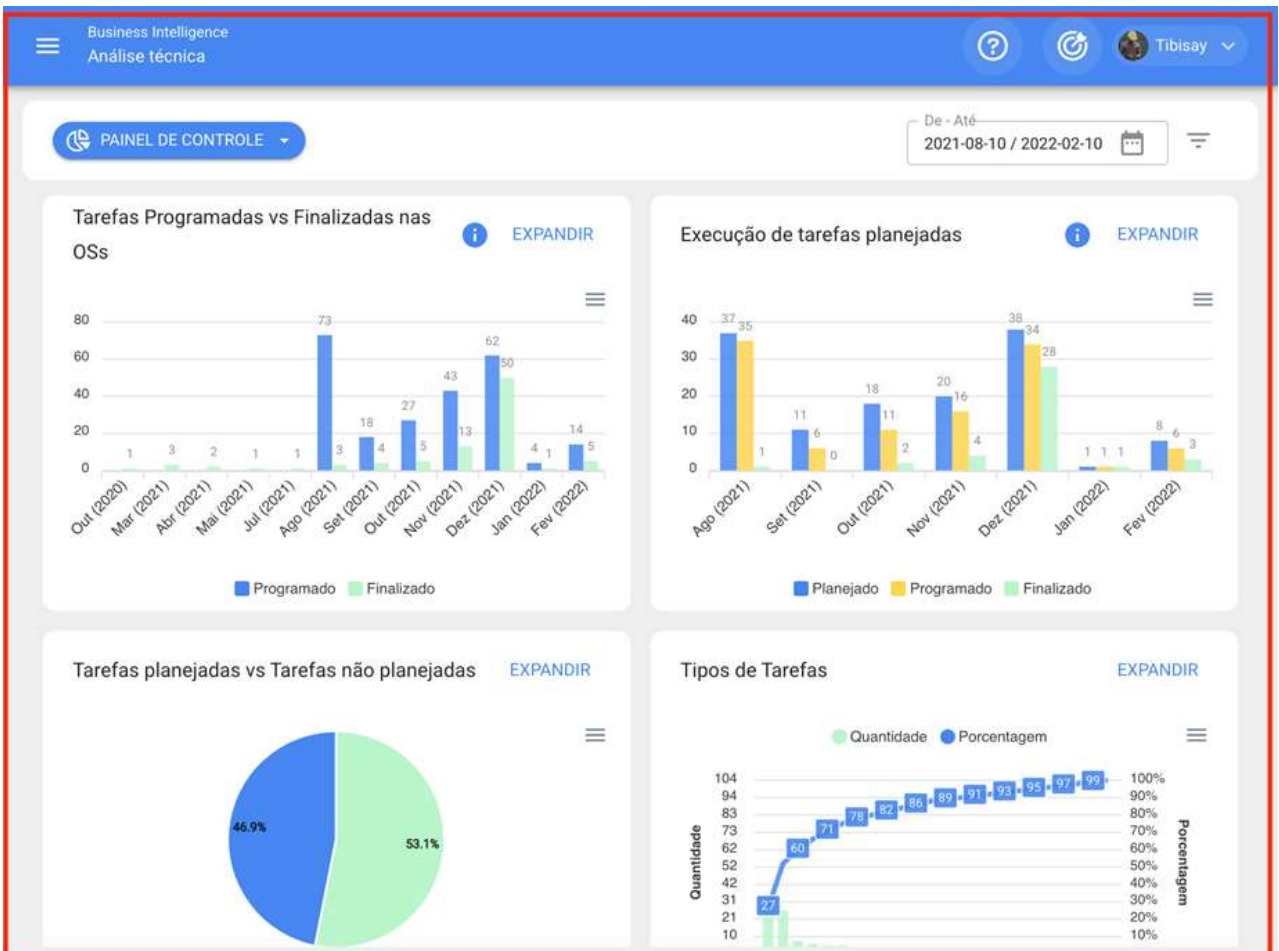 Business Intelligence
Análise técnica
Tibisay
PAINEL DE CONTROLE
De - Até
2021-08-10 / 2022-02-10
Tarefas Programadas vs Finalizadas nas
OSs
i
EXPANDIR
80
60
40
20
0
1
3
2
1
1
73
3
18
4
27
5
43
13
62
50
4
1
14
5
Out (2020)
Mar (2021)
Abr (2021)
Mai (2021)
Jul (2021)
Ago (2021)
Set (2021)
Out (2021)
Nov (2021)
Dez (2021)
Jan (2022)
Fev (2022)
Programado
Finalizado
Execução de tarefas planejadas
i
EXPANDIR
40
30
20
10
0
37
35
1
11
6
0
18
11
2
20
16
4
38
34
28
1
1
1
8
6
3
Ago (2021)
Set (2021)
Out (2021)
Nov (2021)
Dez (2021)
Jan (2022)
Fev (2022)
Planejado
Programado
Finalizado
Tarefas planejadas vs Tarefas não planejadas
EXPANDIR
46.9%
53.1%
Tipos de Tarefas
EXPANDIR
Quantidade
Porcentagem
104
94
83
73
62
52
42
31
21
10
Quantidade
27
60
71
78
82
86
89
91
93
95
97
99
100%
90%
80%
70%
60%
50%
40%
30%
20%
10%
Porcentagem